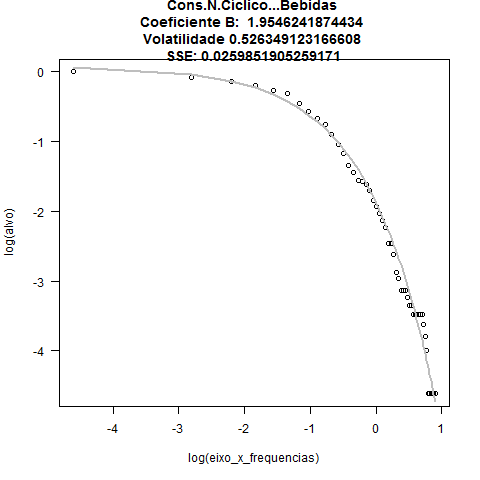 Cons.N.Ciclico...Bebidas
Coeficiente B:  1.9546241874434
Volatilidade 0.526349123166608
SSE: 0.0259851905259171
0
-1
-2
-3
-4
log(alvo)
-4
-3
-2
-1
0
1
log(eixo_x_frequencias)